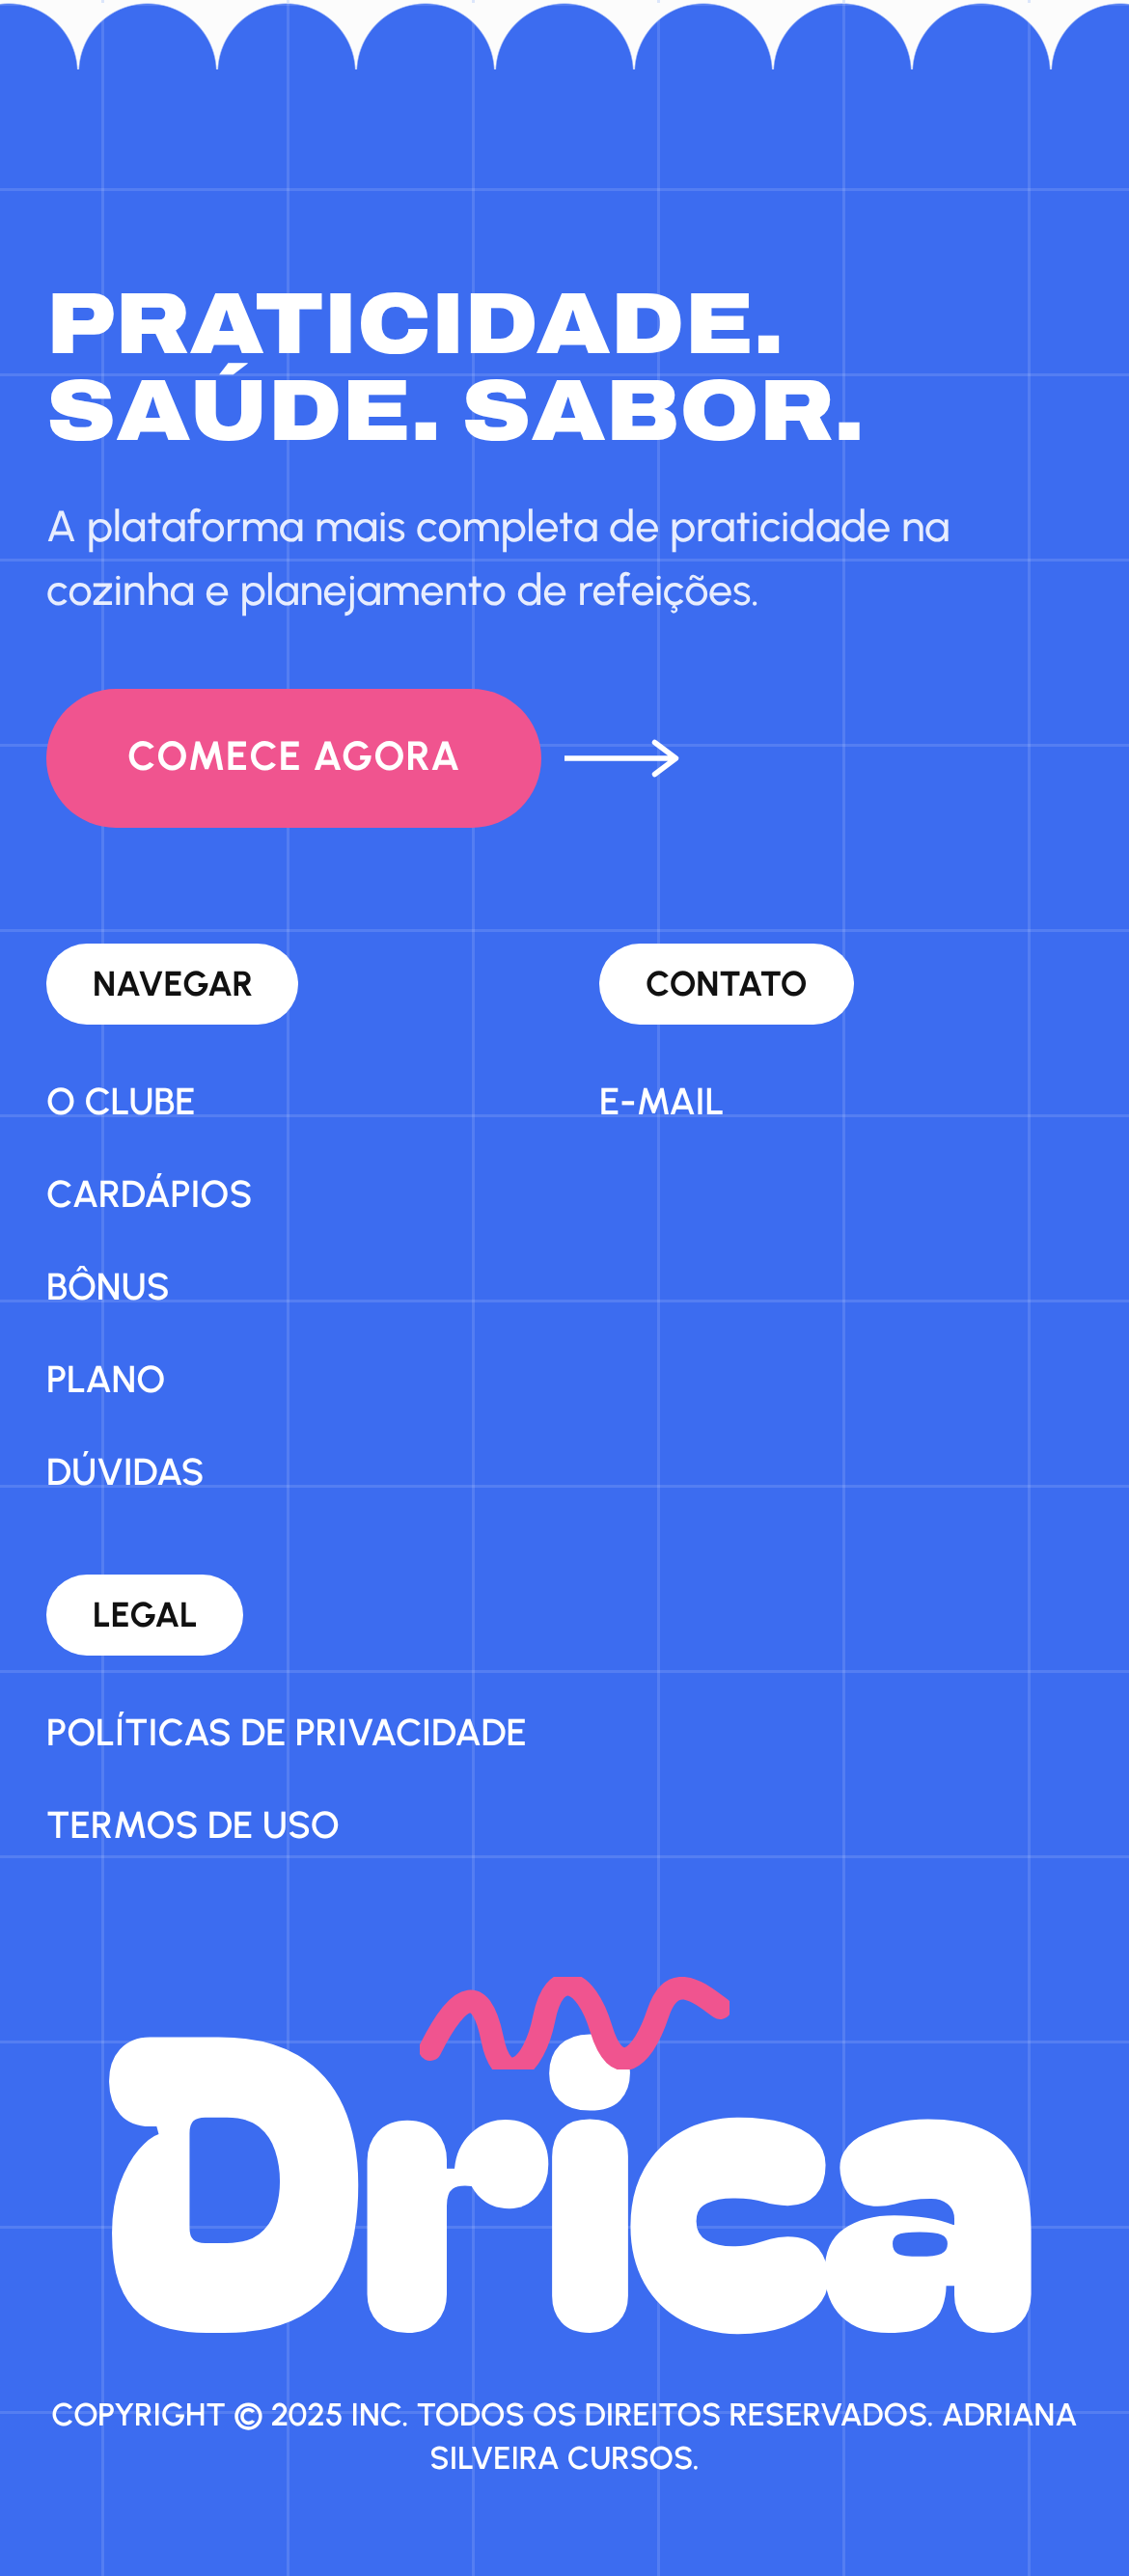 PRATICIDADE.
SAÚDE. SABOR.
A plataforma mais completa de praticidade na
cozinha e planejamento de refeições.
COMECE AGORA
NAVEGAR
O CLUBE
CARDÁPIOS
BÔNUS
PLANO
DÚVIDAS
CONTATO
E-MAIL
LEGAL
POLÍTICAS DE PRIVACIDADE
TERMOS DE USO
Drica
COPYRIGHT © 2025 INC. TODOS OS DIREITOS RESERVADOS. ADRIANA
SILVEIRA CURSOS.